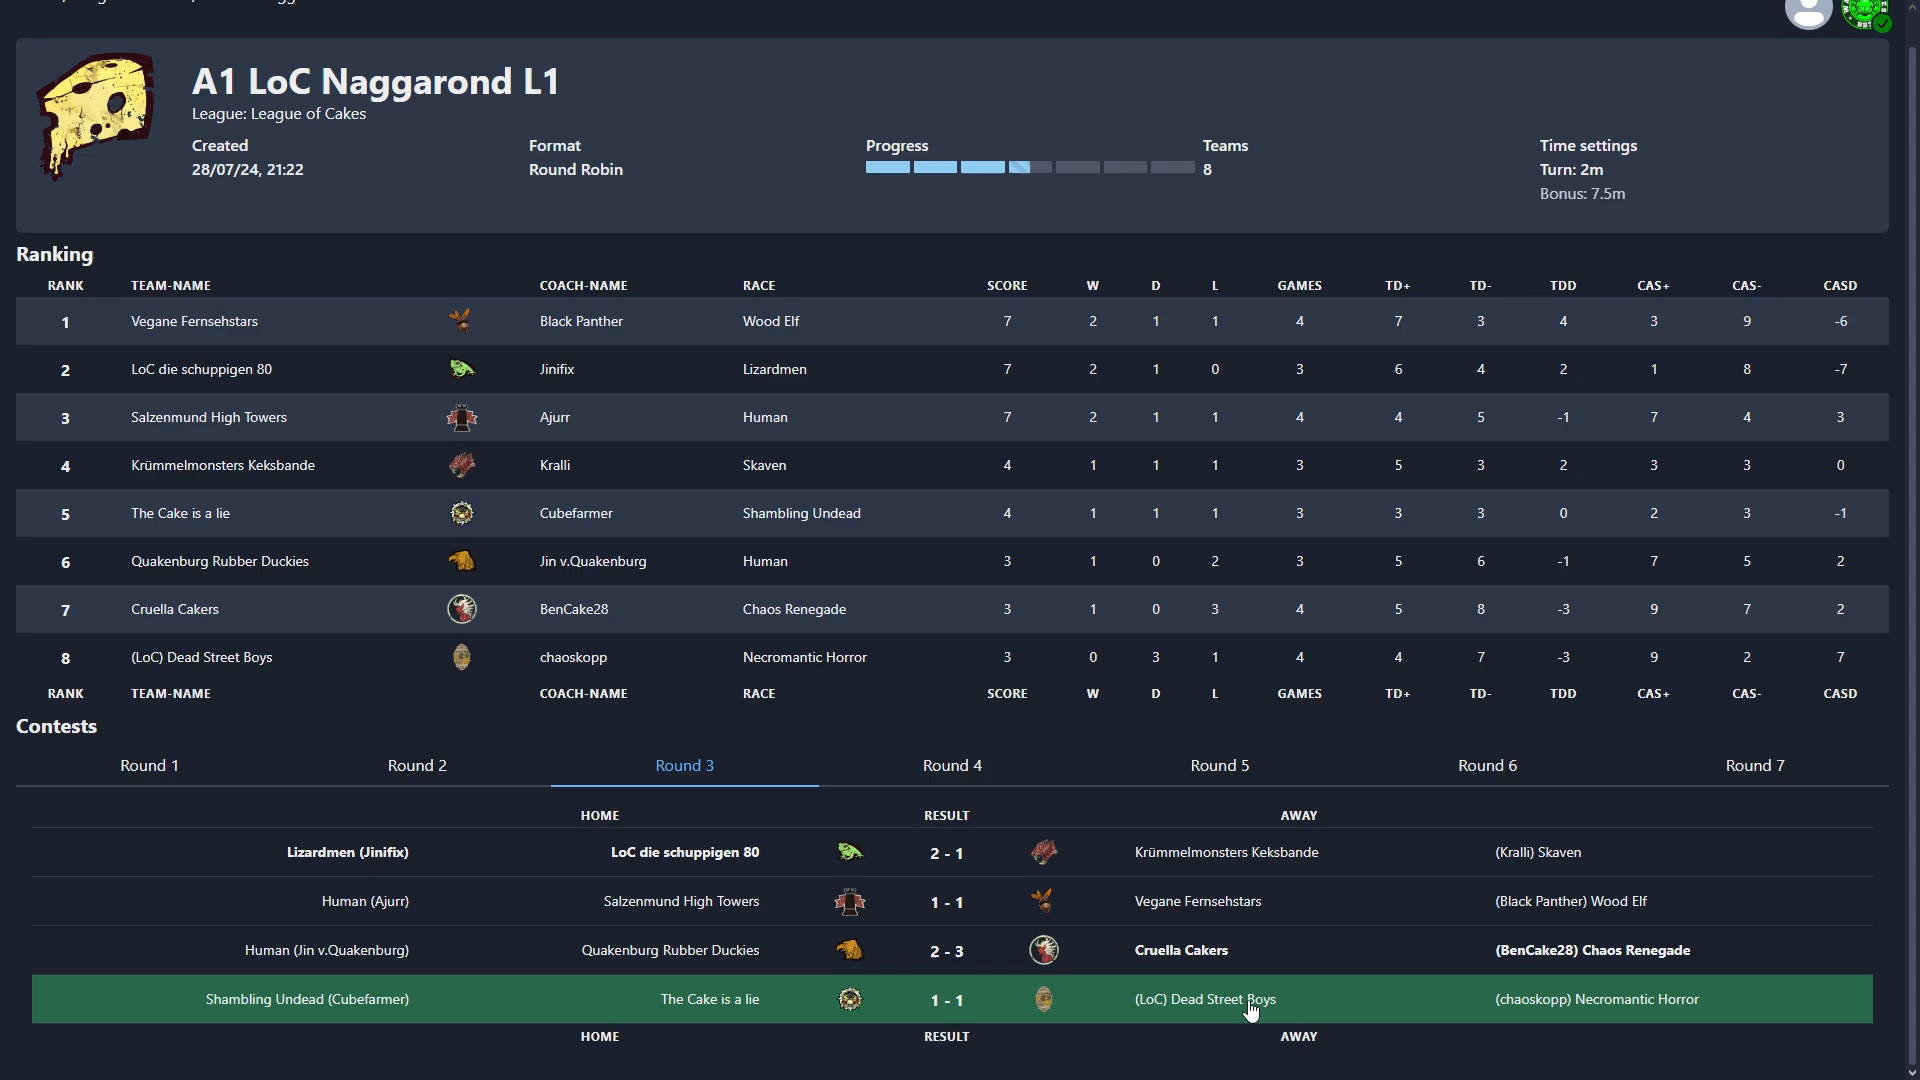 A1 LoC Naggarond L1
League: League of Cakes
Created Format Progress Teams Time settings
28/07/24, 21:22 Round Robin 8 Turn: 2m
Bonus: 7.5m
Ranking
RANK TEAM-NAME COACH-NAME RACE SCORE W D L GAMES TD+ TD- TDD CAS+ CAS- CASD
1 Vegane Fernsehstars Black Panther Wood Elf 7 2 1 1 4 7 3 4 3 9 -6
2 LoC die schuppigen 80 Jinifix Lizardmen 7 2 1 0 3 6 4 2 1 8 -7
3 Salzenmund High Towers Ajurr Human 7 2 1 1 4 4 5 -1 7 4 3
4 Krümmelmonsters Keksbande Kralli Skaven 4 1 1 1 3 5 3 2 3 3 0
5 The Cake is a lie Cubefarmer Shambling Undead 4 1 1 1 3 3 3 0 2 3 -1
6 Quakenburg Rubber Duckies Jin v.Quakenburg Human 3 1 0 2 3 5 6 -1 7 5 2
7 Cruella Cakers BenCake28 Chaos Renegade 3 1 0 3 4 5 8 -3 9 7 2
8 (LoC) Dead Street Boys chaoskopp Necromantic Horror 3 0 3 1 4 4 7 -3 9 2 7
RANK TEAM-NAME COACH-NAME RACE SCORE W D L GAMES TD+ TD- TDD CAS+ CAS- CASD
Contests
Round 1 Round 2 Round 3 Round 4 Round 5 Round 6 Round 7
HOME RESULT AWAY
Lizardmen (Jinifix) LoC die schuppigen 80 2 - 1 Krümmelmonsters Keksbande (Kralli) Skaven
Human (Ajurr) Salzenmund High Towers 1 - 1 Vegane Fernsehstars (Black Panther) Wood Elf
Human (Jin v.Quakenburg) Quakenburg Rubber Duckies 2 - 3 Cruella Cakers (BenCake28) Chaos Renegade
Shambling Undead (Cubefarmer) The Cake is a lie 1 - 1 (LoC) Dead Street Boys (chaoskopp) Necromantic Horror
HOME RESULT AWAY